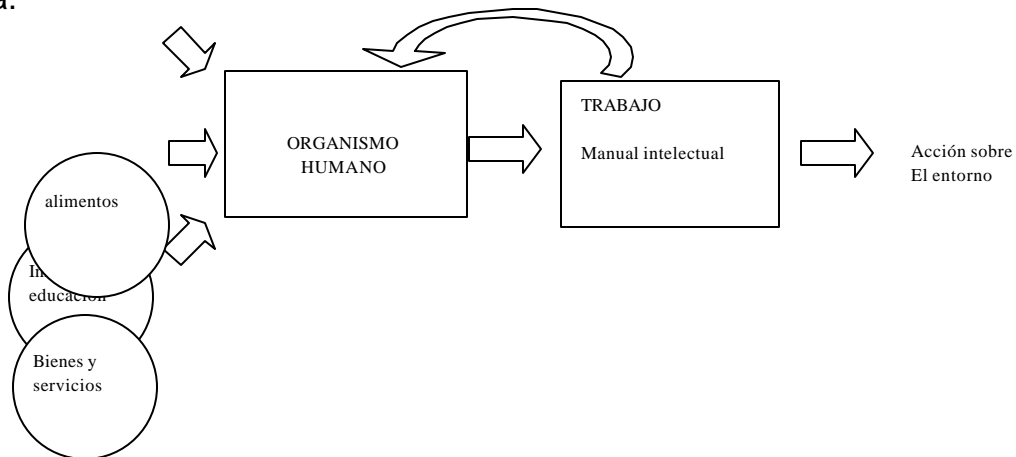 a.
alimentos
educación
Bienes y
servicios
ORGANISMO
HUMANO
TRABAJO
Manual intelectual
Acción sobre
El entorno